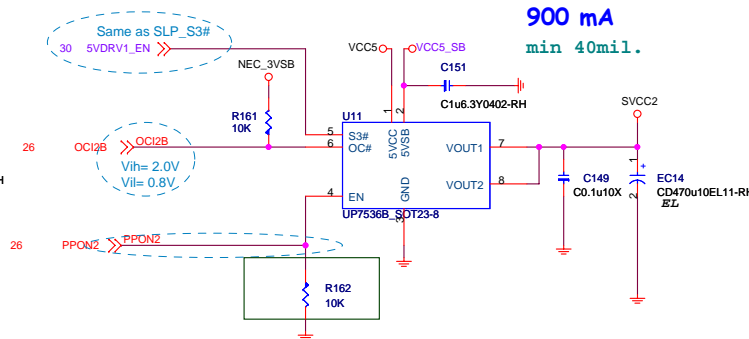 900 mA
min 40mil.
Same as SLP_S3#
30 5VDRV1_EN
VCC5
VCC5_SB
NEC_3VSB
C151
C1u6.3Y0402-RH
SVCC2
R161
10K
U11
1
2
5
S3#
5VCC
5VSB
26
OCI2B
OCI2B
6
OC#
VOUT1
7
Vih= 2.0V
Vil= 0.8V
H
C149
C0.1u10X
1
+
EC14
CD470u10EL11-RH
EL
2
4
EN
GND
VOUT2
8
UP7536B_SOT23-8
3
26
PPON2
PPON2
R162
10K